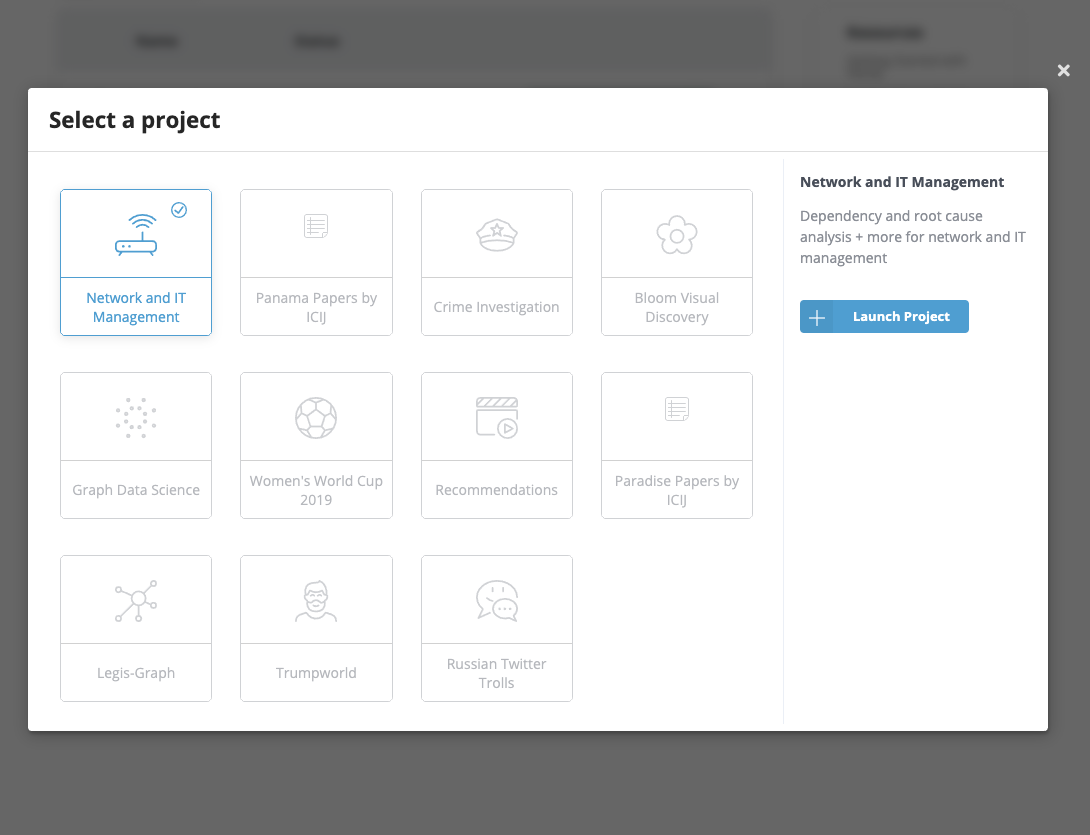 Select a project
Network and IT
Management
Panama Papers by
ICIJ
Crime Investigation
Bloom Visual
Discovery
Graph Data Science
Women's World Cup
2019
Recommendations
Paradise Papers by
ICIJ
Legis-Graph
Trumpworld
Russian Twitter
Trolls
Network and IT Management
Dependency and root cause
analysis + more for network and IT
management
Launch Project